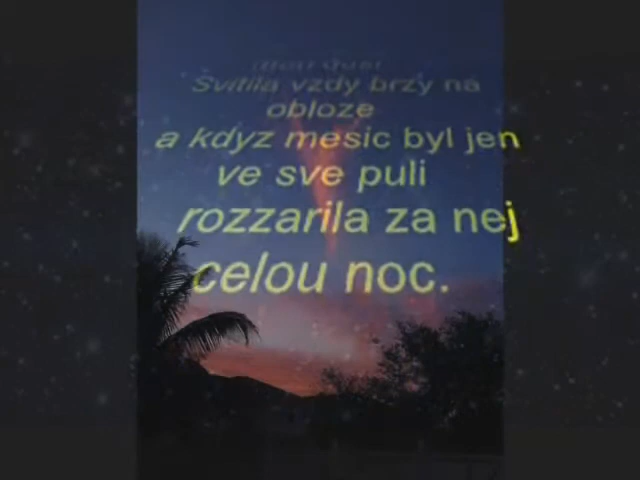 Svitila vzdy brzy na
obloze
a kdyz mesic byl jen
ve sve puli
rozzarila za nej
celou noc.